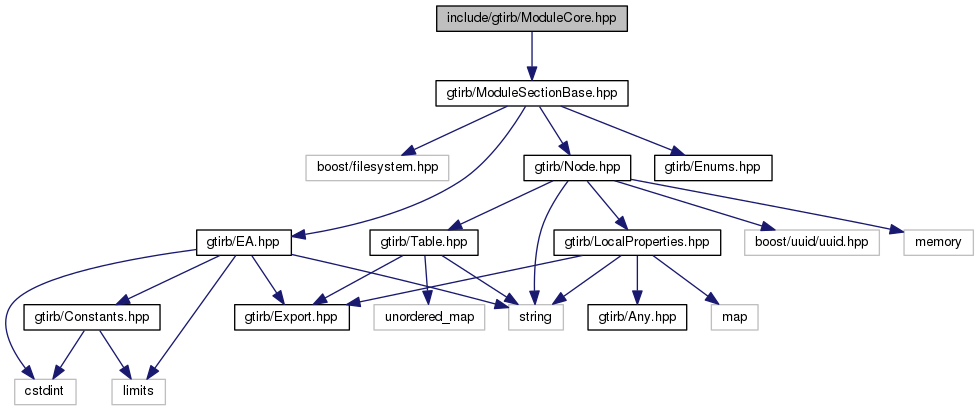 include/gtirb/ModuleCore.hpp
gtirb/ModuleSectionBase.hpp
boost/filesystem.hpp
gtirb/Node.hpp
gtirb/Enums.hpp
gtirb/EA.hpp
gtirb/Table.hpp
gtirb/LocalProperties.hpp
boost/uuid/uuid.hpp
memory
gtirb/Constants.hpp
gtirb/Export.hpp
unordered_map
string
gtirb/Any.hpp
map
cstdint
limits